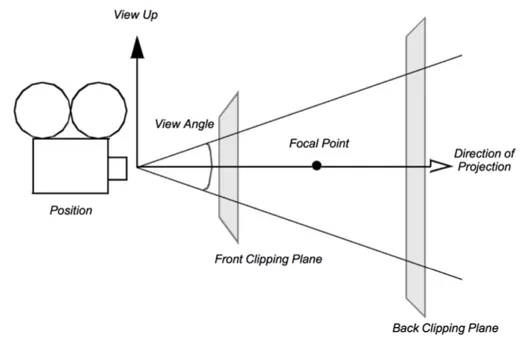 View Up
View Angle
Focal Point
Direction of
Projection
Position
Front Clipping Plane
Back Clipping Plane